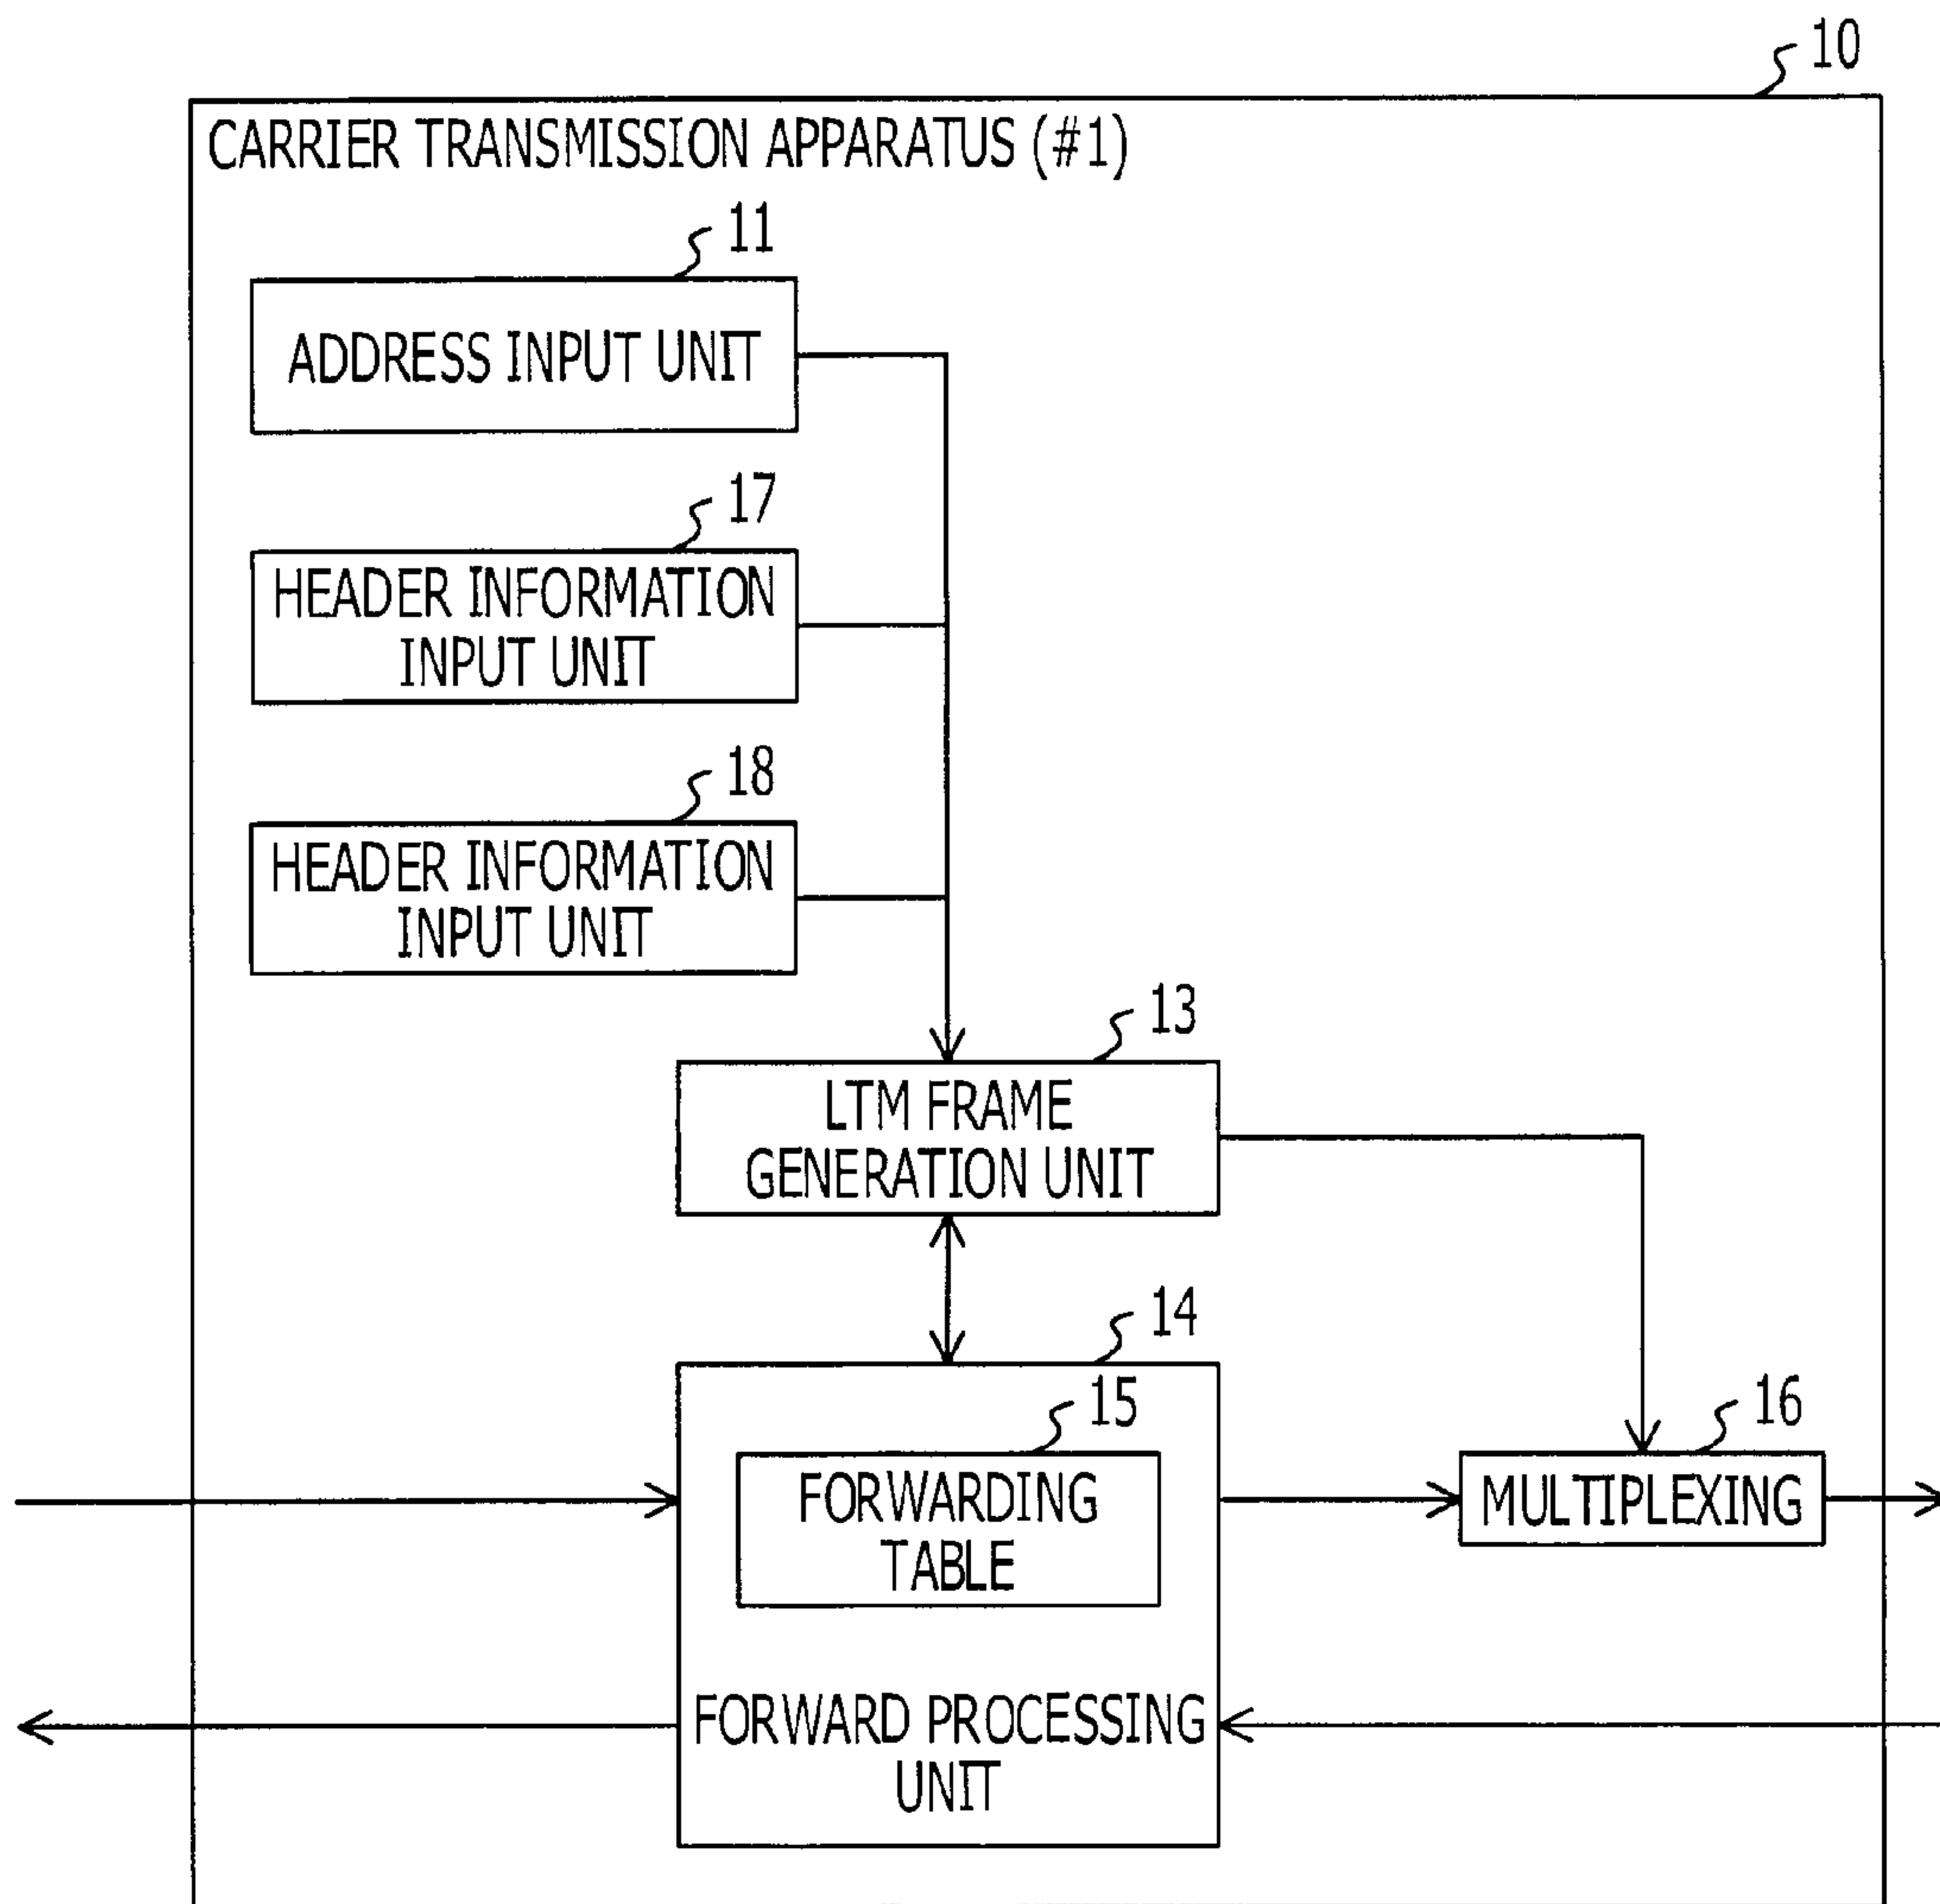 10
CARRIER TRANSMISSION APPARATUS (#1)
11
ADDRESS INPUT UNIT
17
HEADER INFORMATION
INPUT UNIT
18
HEADER INFORMATION
INPUT UNIT
13
LTM FRAME
GENERATION UNIT
14
15
FORWARDING
TABLE
16
MULTIPLEXING
FORWARD PROCESSING
UNIT